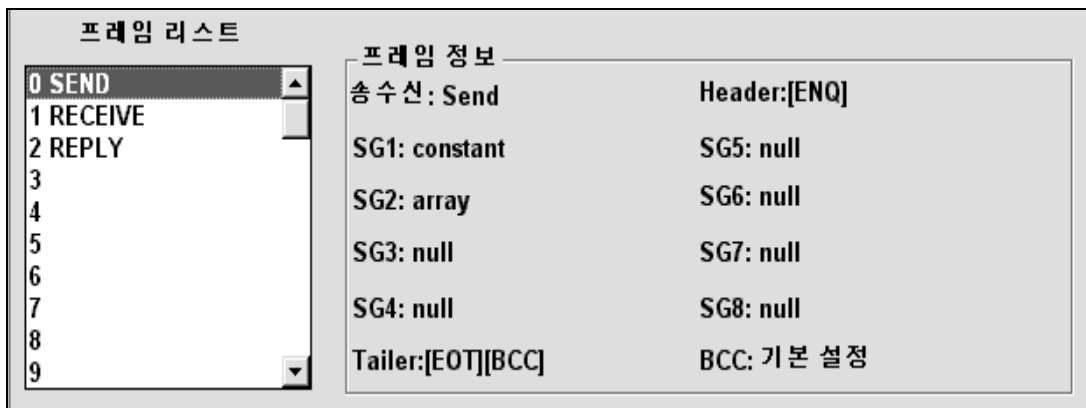 프레임 리스트
0 SEND
1 RECEIVE
2 REPLY
3
4
5
6
7
8
9
프레임 정보
송수신: Send
Header:[ENQ]
SG1: constant
SG5: null
SG2: array
SG6: null
SG3: null
SG7: null
SG4: null
SG8: null
Tailer:[EOT][BCC]
BCC: 기본 설정